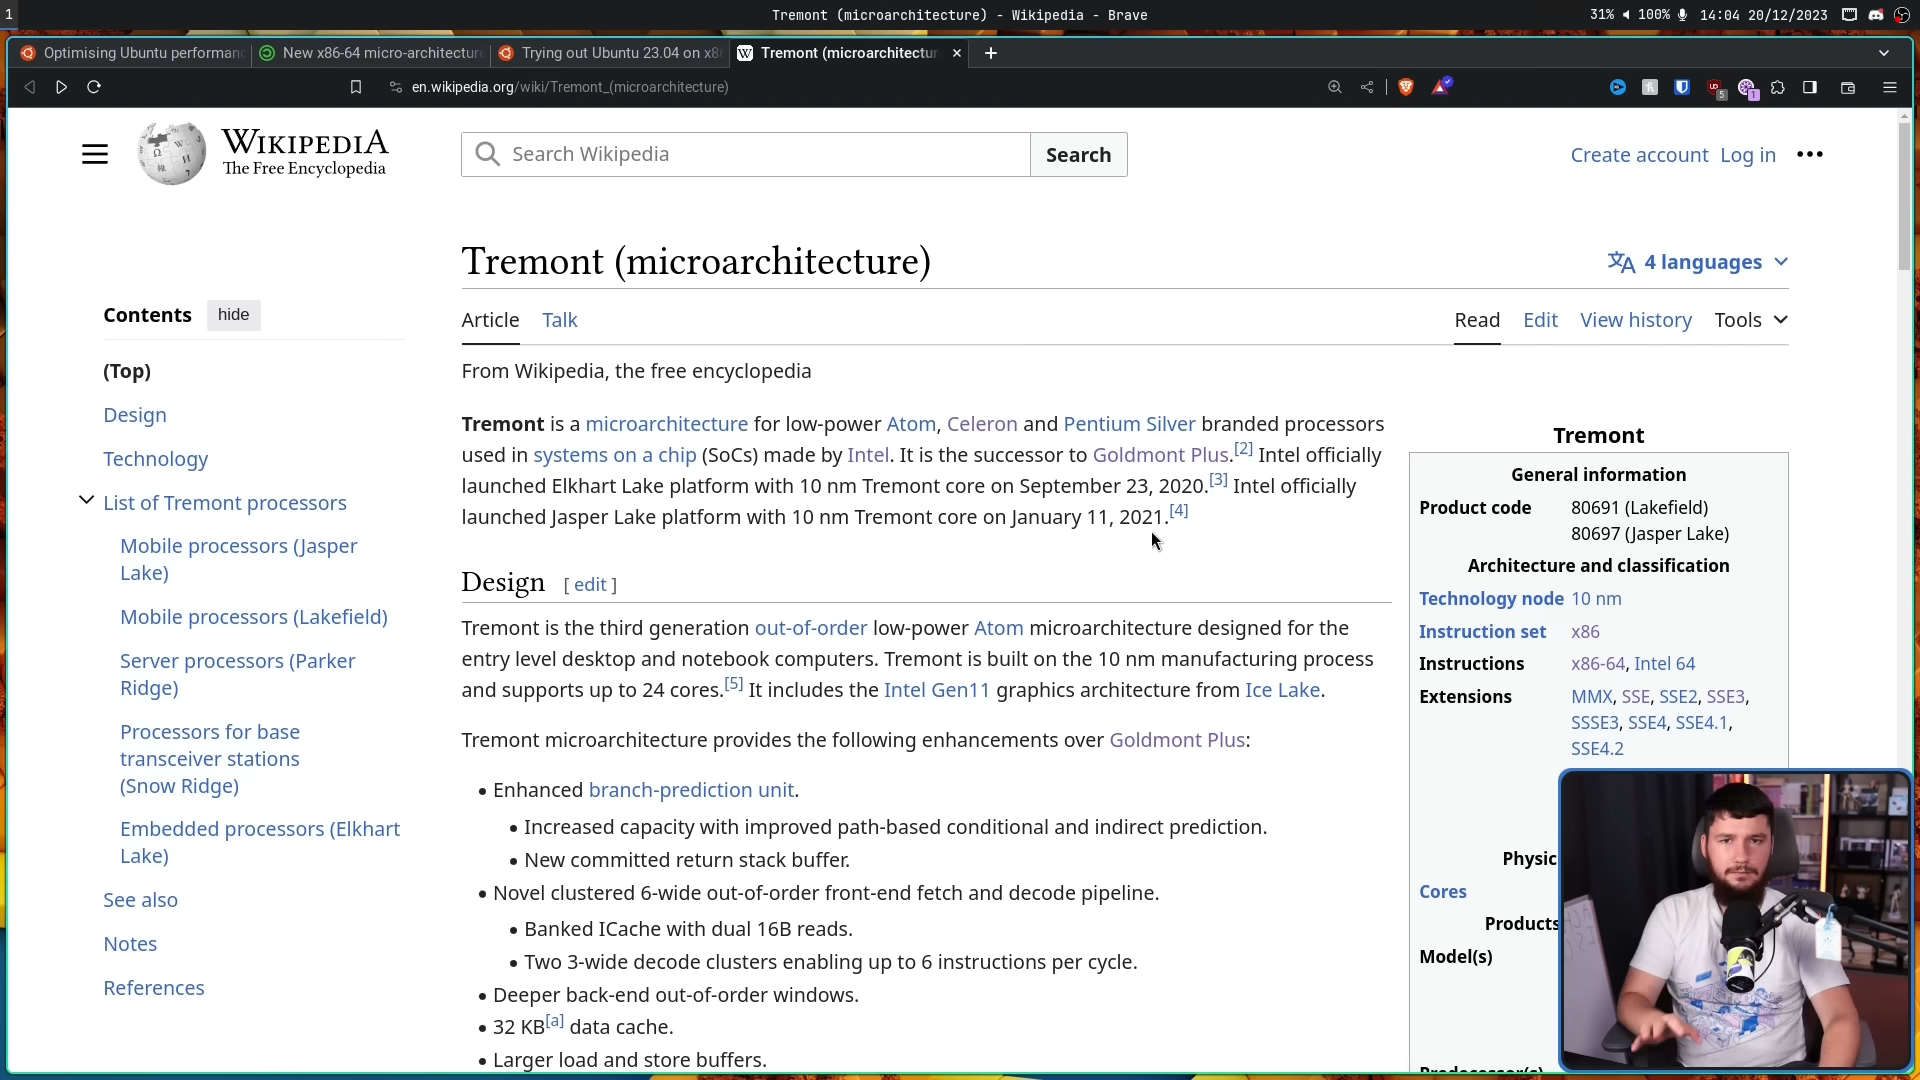 1
Tremont (microarchitecture) - Wikipedia - Brave
31% 100% 14:04 20/12/2023
Optimising Ubuntu performan
New x86-64 micro-architecture
Trying out Ubuntu 23.04 on x8
Tremont (microarchitectur
en.wikipedia.org/wiki/Tremont_(microarchitecture)
5
1
WIKIPEDIA
The Free Encyclopedia
Search Wikipedia
Search
Create account Log in
Tremont (microarchitecture)
4 languages
Contents hide
(Top)
Design
Technology
List of Tremont processors
Mobile processors (Jasper
Lake)
Mobile processors (Lakefield)
Server processors (Parker
Ridge)
Processors for base
transceiver stations
(Snow Ridge)
Embedded processors (Elkhart
Lake)
See also
Notes
References
Article Talk
Read Edit View history Tools
From Wikipedia, the free encyclopedia
Tremont is a microarchitecture for low-power Atom, Celeron and Pentium Silver branded processors
used in systems on a chip (SoCs) made by Intel. It is the successor to Goldmont Plus.[2] Intel officially
launched Elkhart Lake platform with 10 nm Tremont core on September 23, 2020.[3] Intel officially
launched Jasper Lake platform with 10 nm Tremont core on January 11, 2021.[4]
Design [ edit ]
Tremont is the third generation out-of-order low-power Atom microarchitecture designed for the
entry level desktop and notebook computers. Tremont is built on the 10 nm manufacturing process
and supports up to 24 cores.[5] It includes the Intel Gen11 graphics architecture from Ice Lake.
Tremont microarchitecture provides the following enhancements over Goldmont Plus:
• Enhanced branch-prediction unit.
• Increased capacity with improved path-based conditional and indirect prediction.
• New committed return stack buffer.
• Novel clustered 6-wide out-of-order front-end fetch and decode pipeline.
• Banked ICache with dual 16B reads.
• Two 3-wide decode clusters enabling up to 6 instructions per cycle.
• Deeper back-end out-of-order windows.
• 32 KB[a] data cache.
• Larger load and store buffers.
Tremont
General information
Product code 80691 (Lakefield)
80697 (Jasper Lake)
Architecture and classification
Technology node 10 nm
Instruction set x86
Instructions x86-64, Intel 64
Extensions MMX, SSE, SSE2, SSE3,
SSSE3, SSE4, SSE4.1,
SSE4.2
Physic
Cores
Products
Model(s)